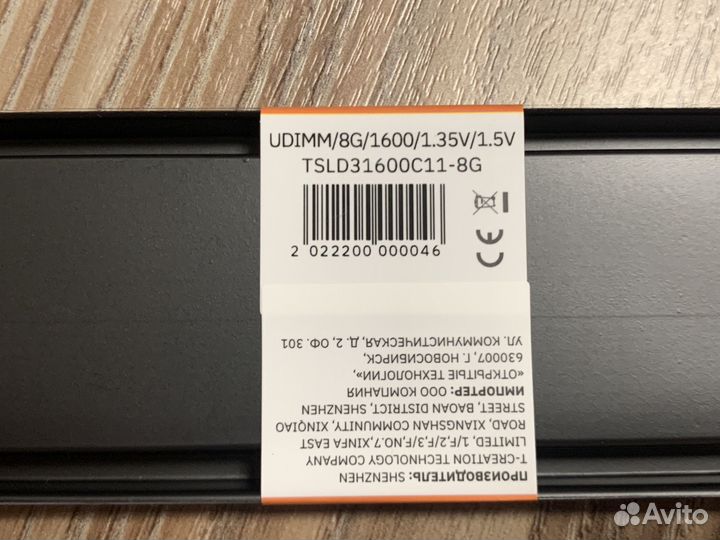 UDIMM/8G/1600/1.35V/1.5V
TSLD31600C11-8G
2 022200 000046
CE
ПРОИЗВОДИТЕЛЬ: SHENZHEN
T-CREATION TECHNOLOGY COMPANY
LIMITED, 1/F,2/F,3/F,NO.7,XINFA EAST
ROAD, XIANGSHAN COMMUNITY, XINQIAO
STREET, BAOAN DISTRICT, SHENZHEN
ИМПОРТЕР: ООО КОМПАНИЯ
"ОТКРЫТЫЕ ТЕХНОЛОГИИ",
630007, Г. НОВОСИБИРСК,
УЛ. КОММУНИСТИЧЕСКАЯ, Д. 2, ОФ. 301
Avito